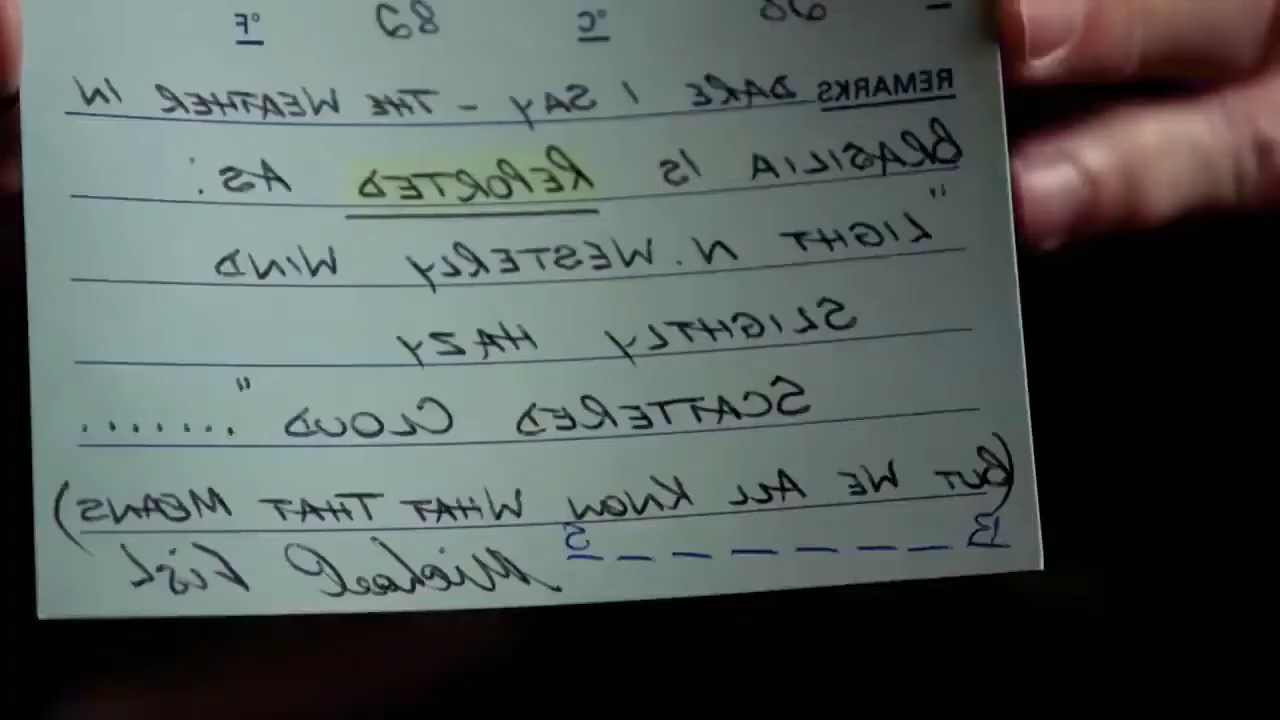 °C °F
REMARKS DARE I SAY - THE WEATHER IN
BRASILIA IS REPORTED AS:
"LIGHT N. WESTERLY WIND
SLIGHTLY HAZY
SCATTERED CLOUD" .......
(BUT WE ALL KNOW WHAT THAT MEANS)
B _ _ _ _ _ _ _ S Michael Fish